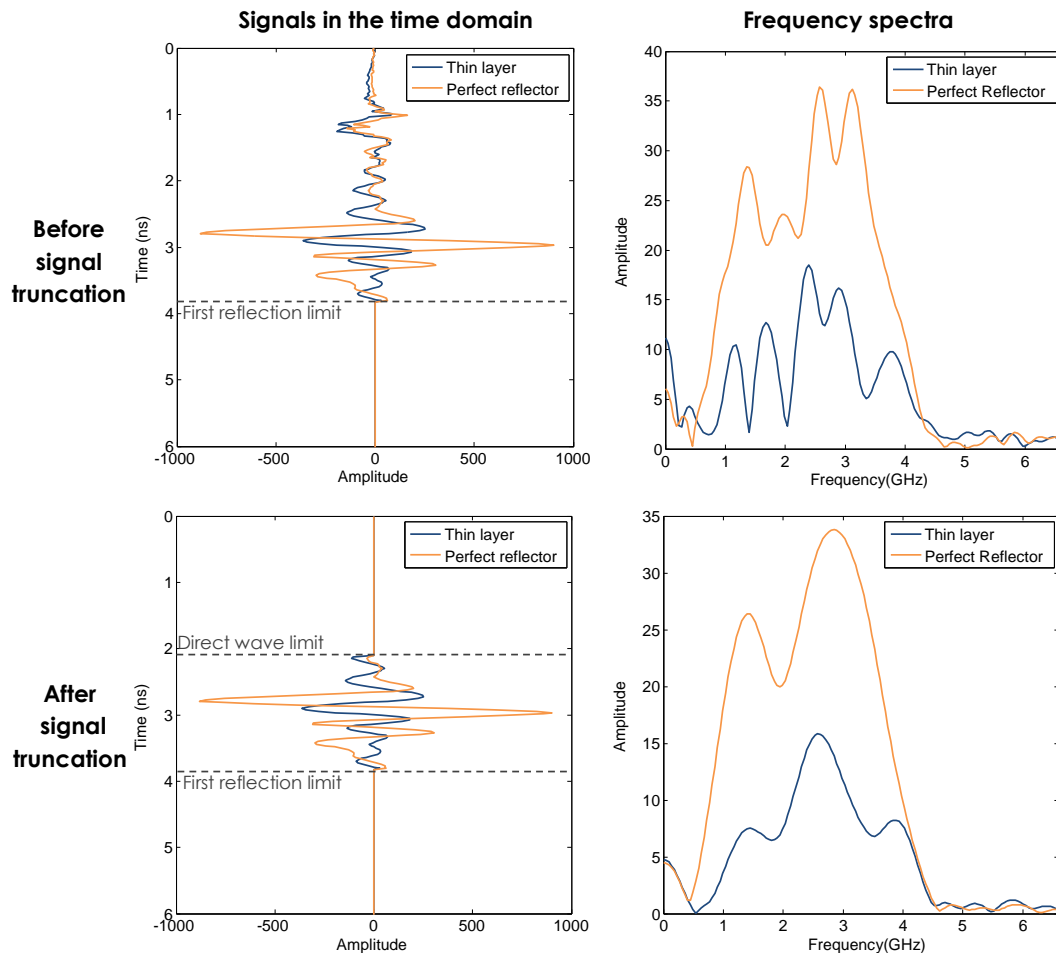 Signals in the time domain
Frequency spectra
Before
signal
truncation
0
1
2
3
4
5
6
Time (ns)
Thin layer
Perfect reflector
First reflection limit
-1000
-500
0
500
1000
Amplitude
40
35
30
25
20
15
10
5
0
Amplitude
Thin layer
Perfect Reflector
0
1
2
3
4
5
6
Frequency(GHz)
After
signal
truncation
0
1
2
3
4
5
6
Time (ns)
Thin layer
Perfect reflector
Direct wave limit
First reflection limit
-1000
-500
0
500
1000
Amplitude
35
30
25
20
15
10
5
0
Amplitude
Thin layer
Perfect Reflector
0
1
2
3
4
5
6
Frequency(GHz)